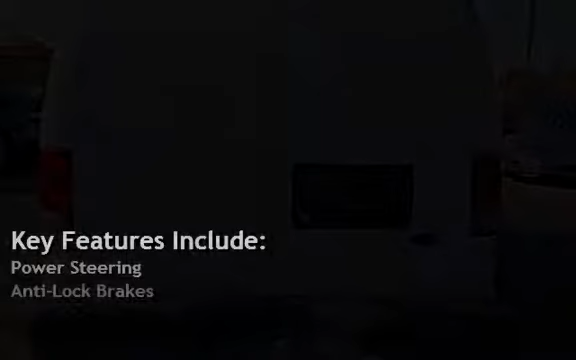 Key Features Include:
Power Steering
Anti-Lock Brakes